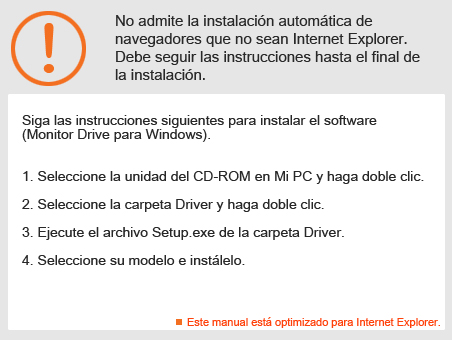 No admite la instalación automática de
navegadores que no sean Internet Explorer.
Debe seguir las instrucciones hasta el final de
la instalación.
Siga las instrucciones siguientes para instalar el software
(Monitor Drive para Windows).
1. Seleccione la unidad del CD-ROM en Mi PC y haga doble clic.
2. Seleccione la carpeta Driver y haga doble clic.
3. Ejecute el archivo Setup.exe de la carpeta Driver.
4. Seleccione su modelo e instálelo.
Este manual está optimizado para Internet Explorer.